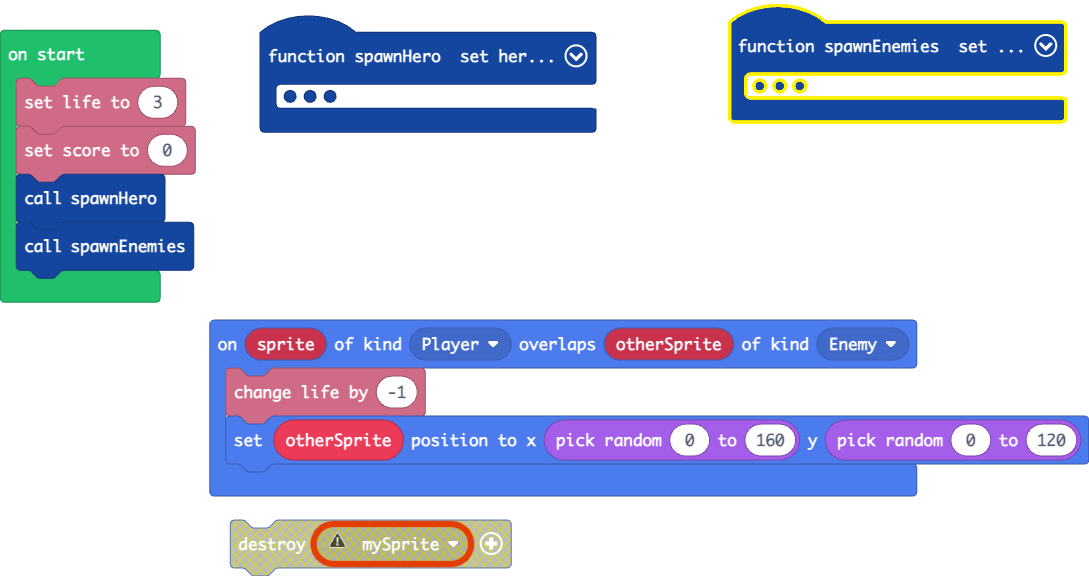 on start
set life to 3
set score to 0
call spawnHero
call spawnEnemies
function spawnHero set her...
function spawnEnemies set ...
on sprite of kind Player overlaps otherSprite of kind Enemy
change life by -1
set otherSprite position to x pick random 0 to 160 y pick random 0 to 120
destroy mySprite